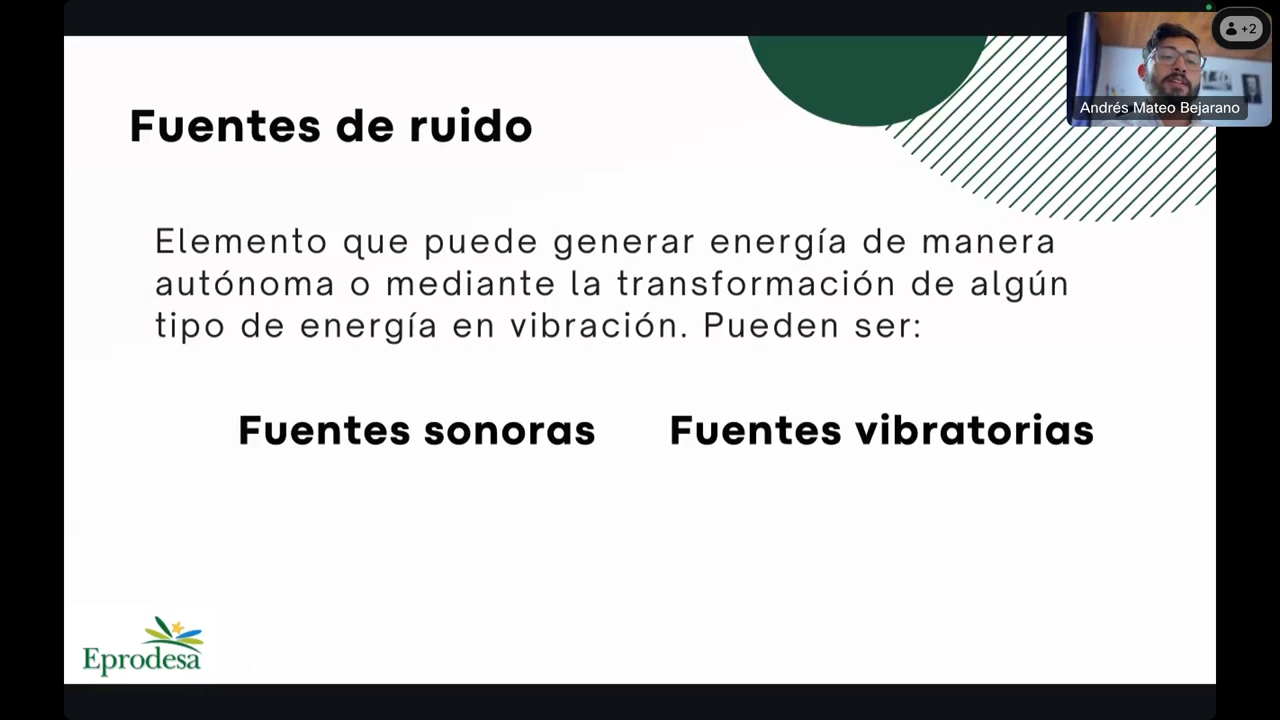 +2
Andrés Mateo Bejarano
Fuentes de ruido
Elemento que puede generar energía de manera
autónoma o mediante la transformación de algún
tipo de energía en vibración. Pueden ser:
Fuentes sonoras
Fuentes vibratorias
Eprodesa